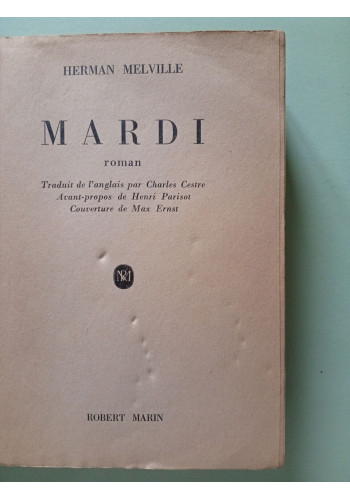 HERMAN MELVILLE
MARDI
roman
Traduit de l'anglais par Charles Cestre
Avant-propos de Henri Parisot
Couverture de Max Ernst
RM
ROBERT MARIN